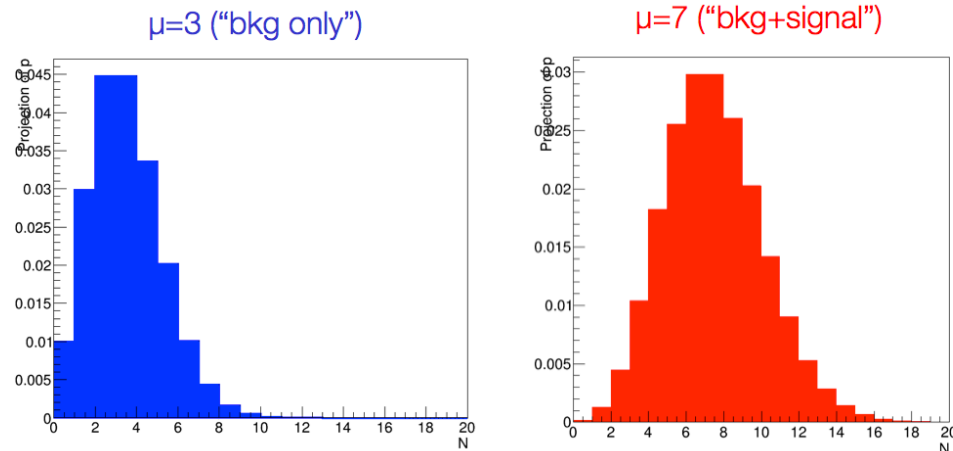 μ=3 (“bkg only”)
μ=7 (“bkg+signal”)
Projection of p
0.045
0.04
0.035
0.03
0.025
0.02
0.015
0.01
0.005
0
0 2 4 6 8 10 12 14 16 18 20
N
Projection of p
0.03
0.025
0.02
0.015
0.01
0.005
0
0 2 4 6 8 10 12 14 16 18 20
N